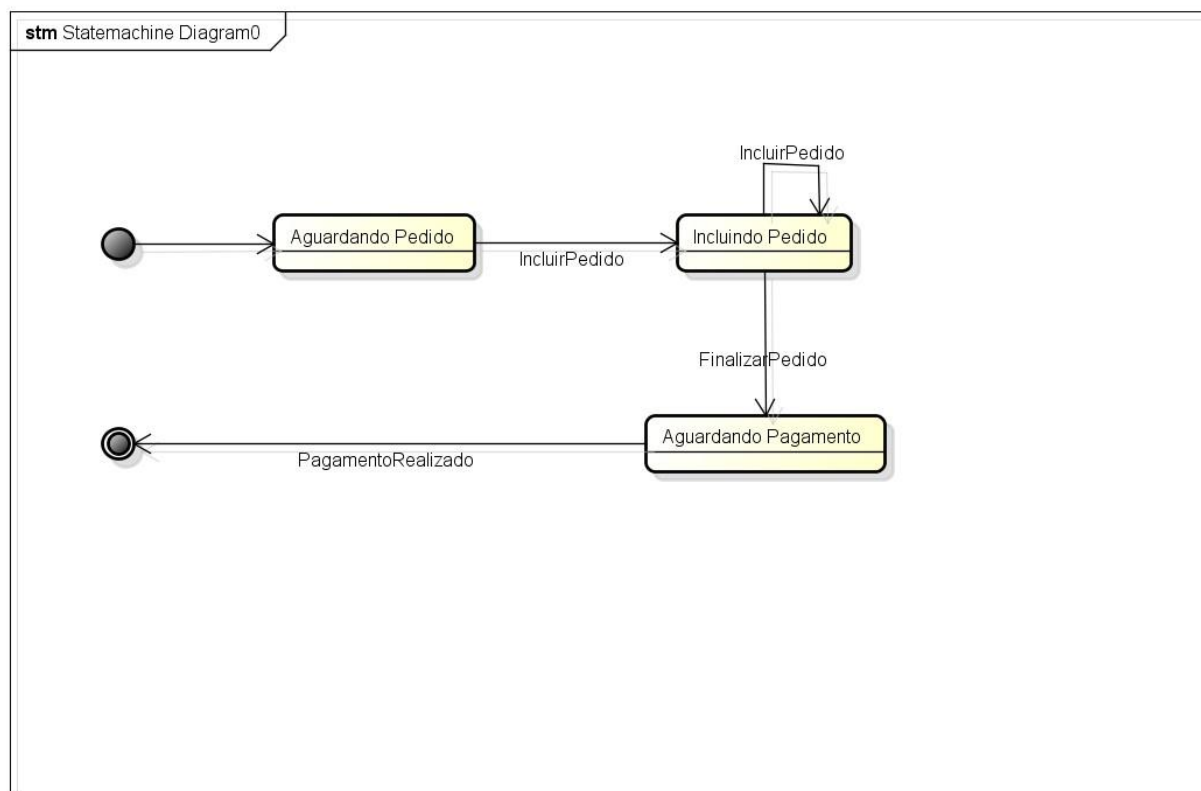 stm Statemachine Diagram0
IncluirPedido
Aguardando Pedido
Incluindo Pedido
IncluirPedido
FinalizarPedido
Aguardando Pagamento
PagamentoRealizado